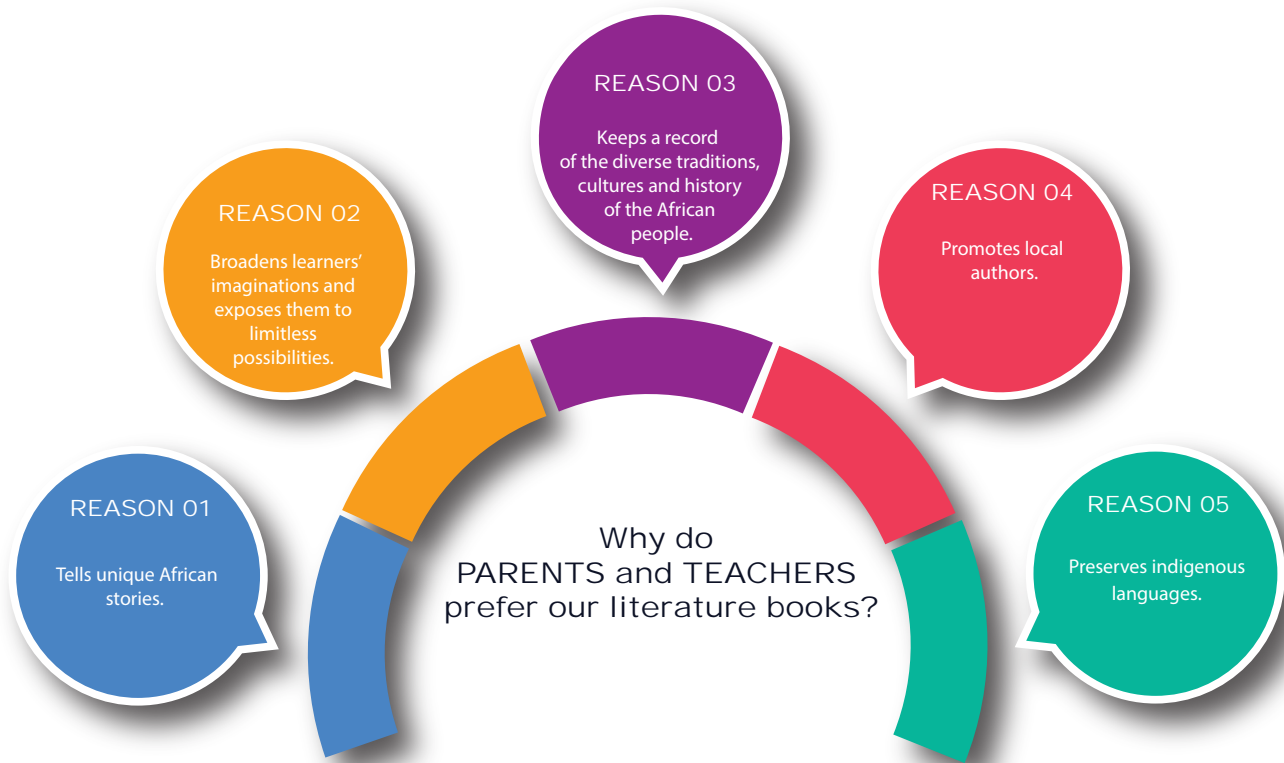 REASON 01
Tells unique African
stories.
REASON 02
Broadens learners’
imaginations and
exposes them to
limitless
possibilities.
REASON 03
Keeps a record
of the diverse traditions,
cultures and history
of the African
people.
REASON 04
Promotes local
authors.
REASON 05
Preserves indigenous
languages.
Why do
PARENTS and TEACHERS
prefer our literature books?